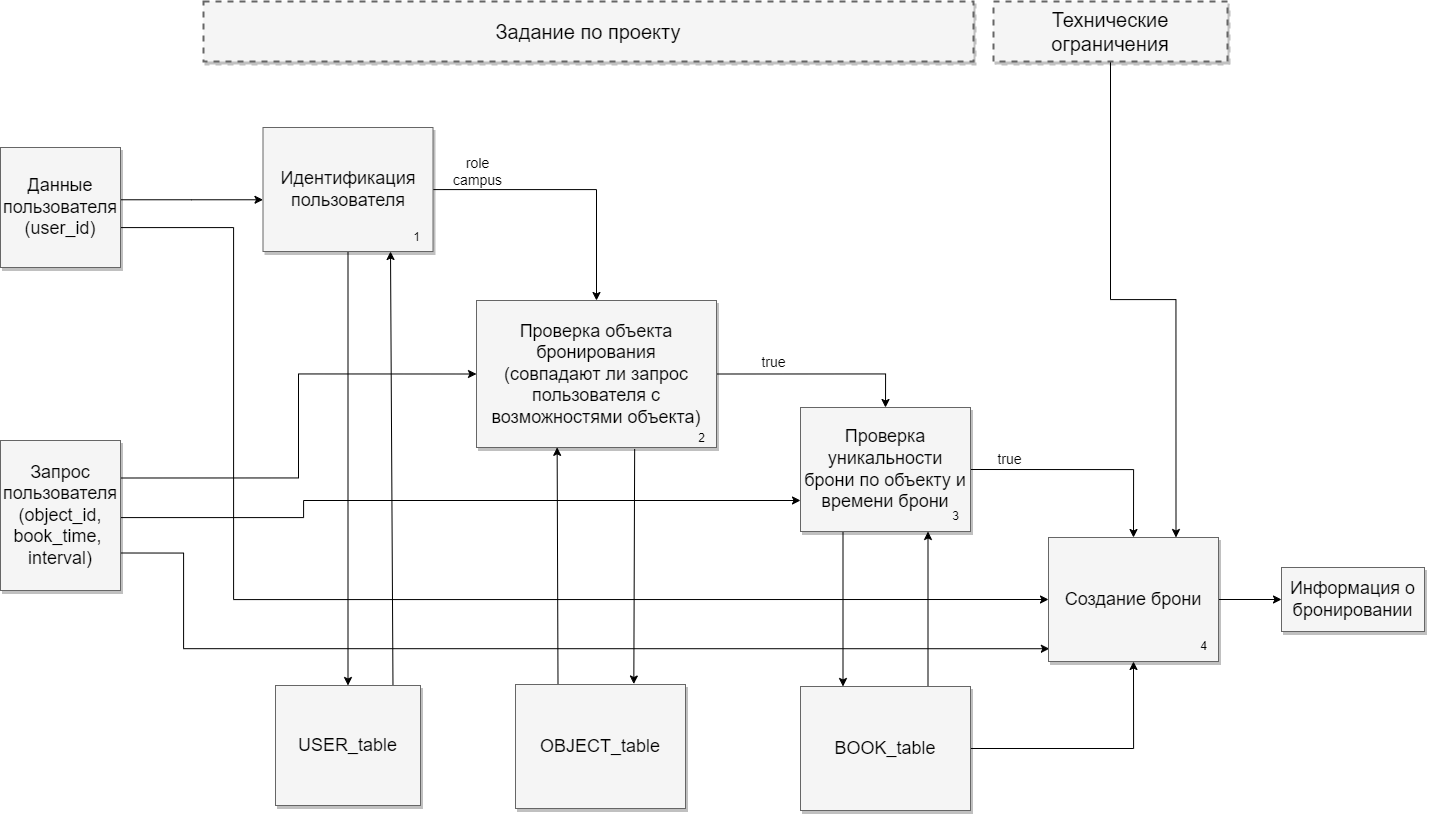 Задание по проекту
Технические
ограничения
Данные
пользователя
(user_id)
Идентификация
пользователя
1
role
campus
Проверка объекта
бронирования
(совпадают ли запрос
пользователя с
возможностями объекта)
2
true
Запрос
пользователя
(object_id,
book_time,
interval)
Проверка
уникальности
брони по объекту и
времени брони
3
true
Создание брони
4
Информация о
бронировании
USER_table
OBJECT_table
BOOK_table